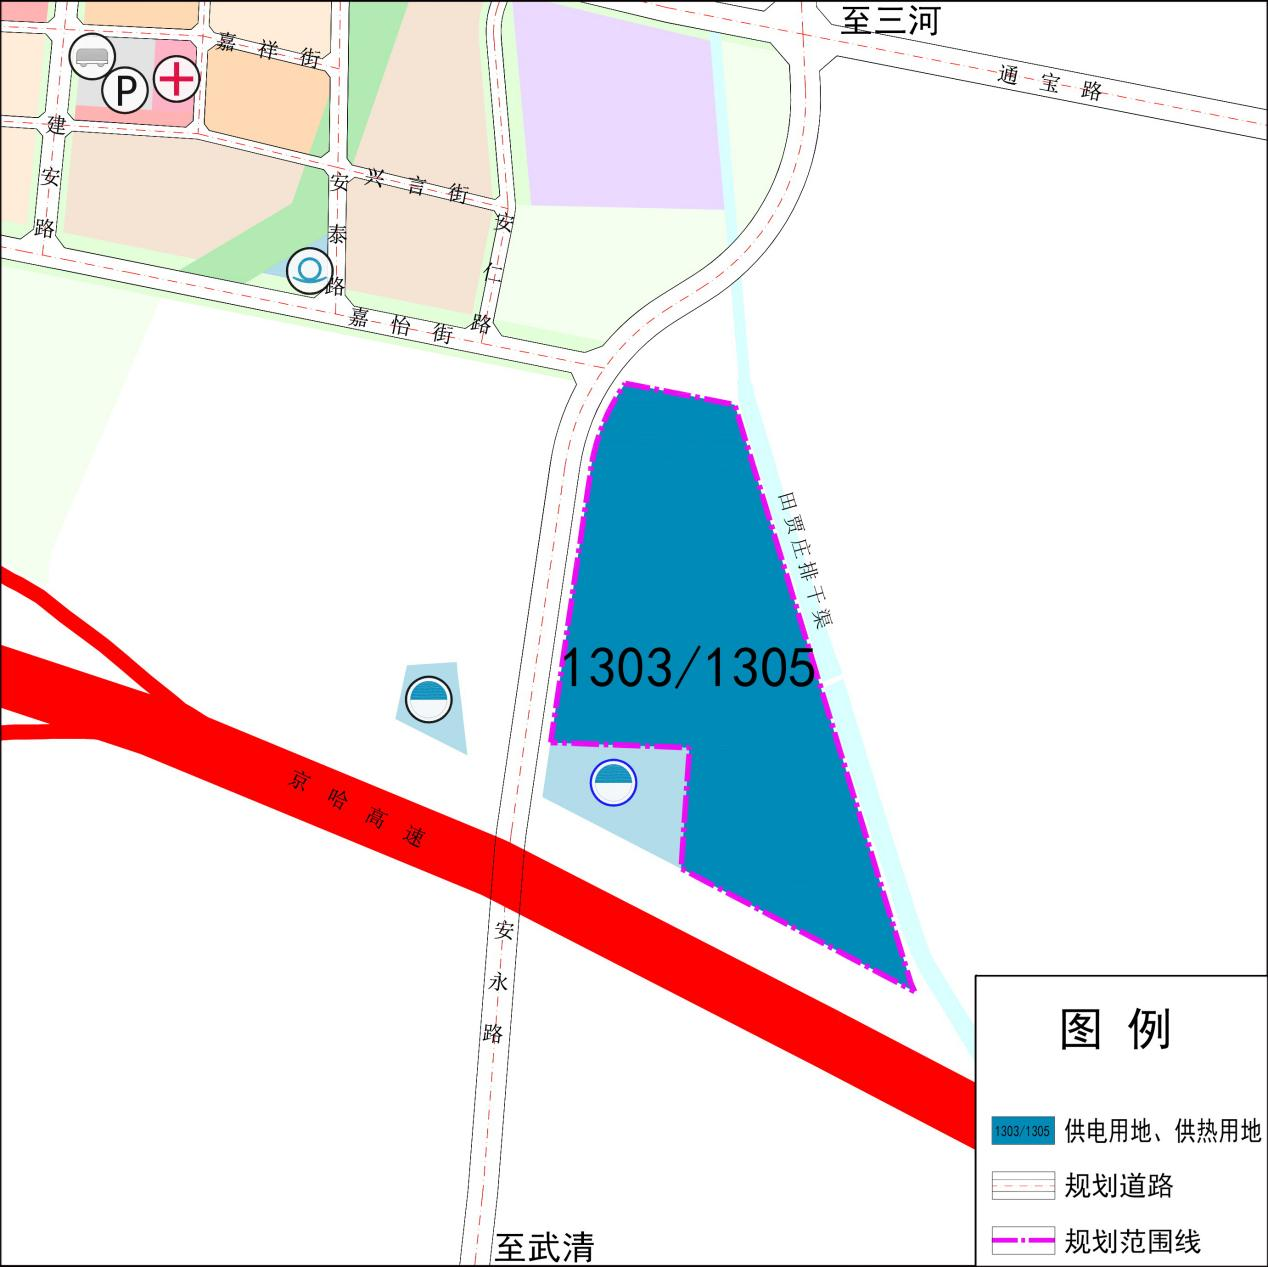 至三河
通宝路
嘉祥街
P
建安路
安泰路
兴言街
安仁路
嘉怡街
田贾庄排干渠
1303/1305
京哈高速
安永路
至武清
图例
1303/1305 供电用地、供热用地
规划道路
规划范围线